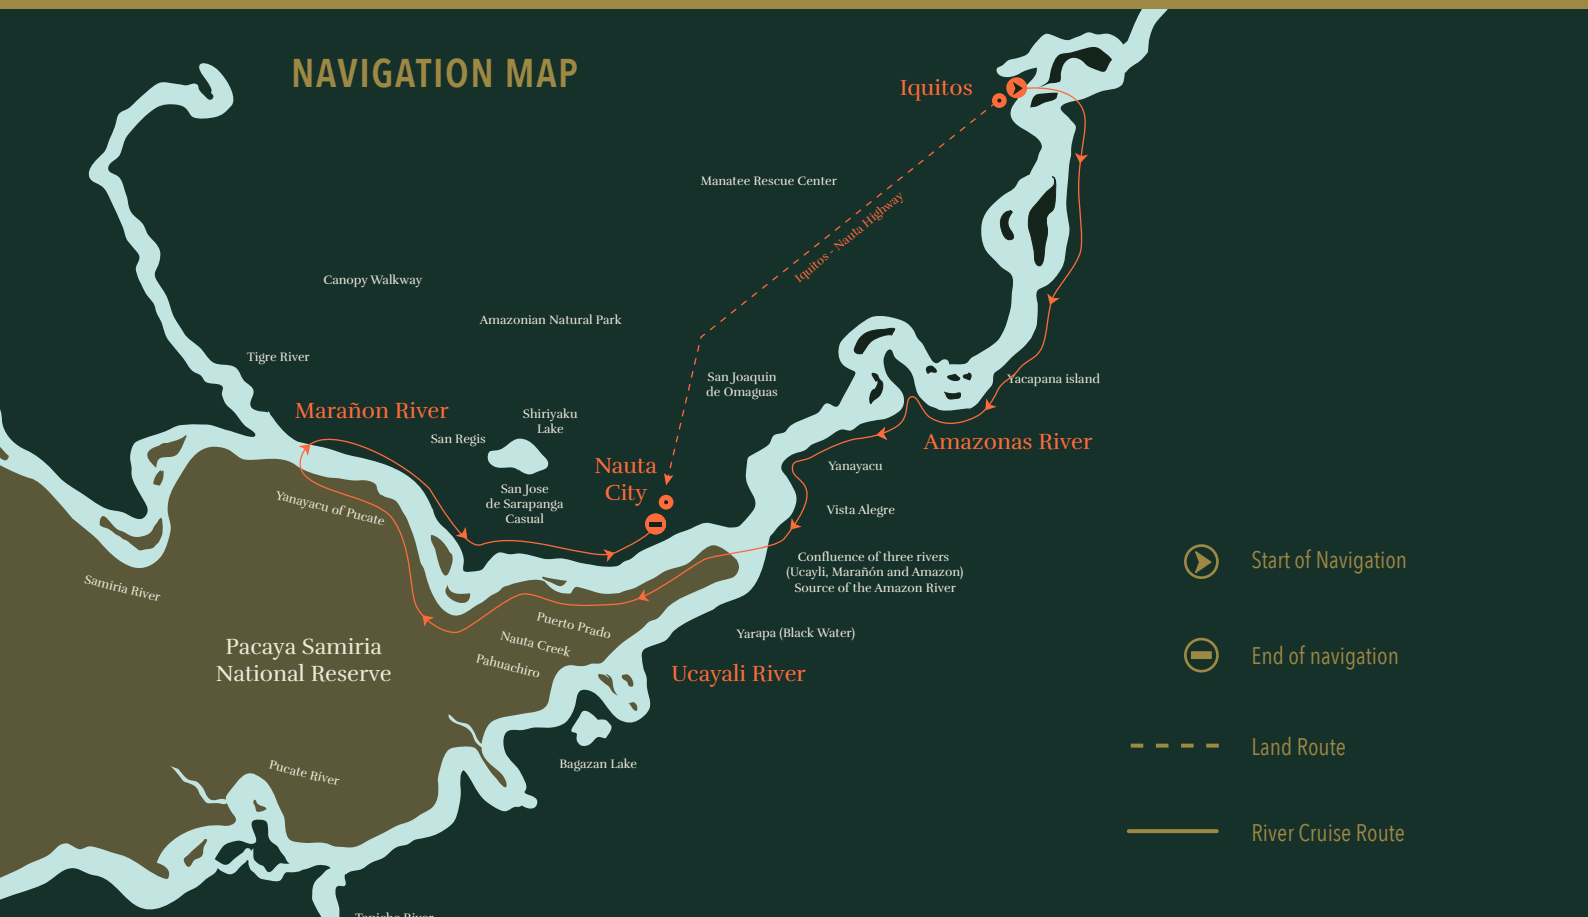 NAVIGATION MAP
Iquitos
Manatee Rescue Center
Iquitos - Nauta Highway
Canopy Walkway
Amazonian Natural Park
Tigre River
San Joaquin
de Omaguas
Yacapana island
Marañon River
Shiriyaku
Lake
San Regis
Amazonas River
Nauta
City
Yanayacu
San Jose
de Sarapanga
Casual
Yanayacu of Pucate
Vista Alegre
Confluence of three rivers
(Ucayli, Marañón and Amazon)
Source of the Amazon River
Samiria River
Puerto Prado
Nauta Creek
Pahuachiro
Yarapa (Black Water)
Pacaya Samiria
National Reserve
Ucayali River
Bagazan Lake
Pucate River
Start of Navigation
End of navigation
Land Route
River Cruise Route